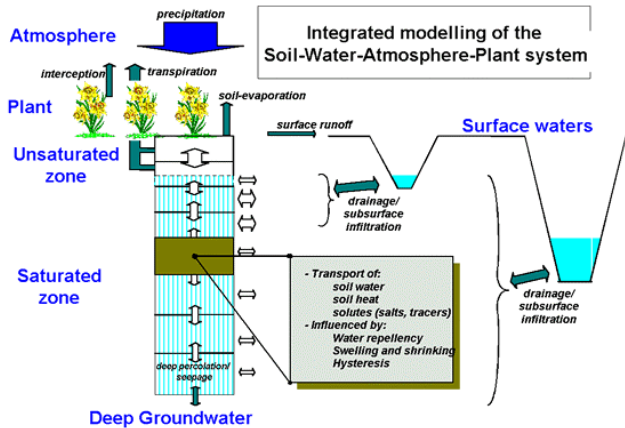 precipitation
Integrated modelling of the
Soil-Water-Atmosphere-Plant system
Atmosphere
interception
transpiration
soil-evaporation
Plant
surface runoff
Surface waters
Unsaturated
zone
drainage/
subsurface
infiltration
Saturated
zone
- Transport of:
soil water
soil heat
solutes (salts, tracers)
- Influenced by:
Water repellency
Swelling and shrinking
Hysteresis
drainage/
subsurface
infiltration
deep percolation/
seepage
Deep Groundwater